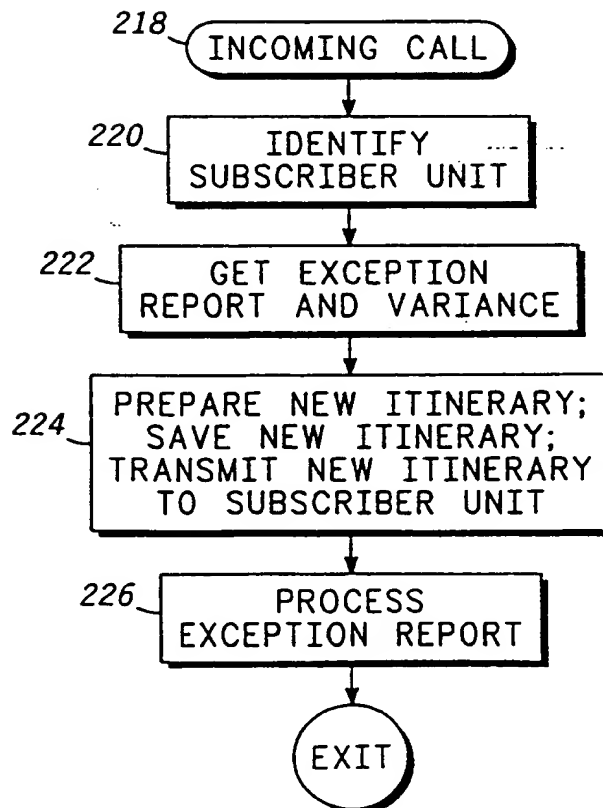 218
INCOMING CALL
220
IDENTIFY
SUBSCRIBER UNIT
222
GET EXCEPTION
REPORT AND VARIANCE
224
PREPARE NEW ITINERARY;
SAVE NEW ITINERARY;
TRANSMIT NEW ITINERARY
TO SUBSCRIBER UNIT
226
PROCESS
EXCEPTION REPORT
EXIT